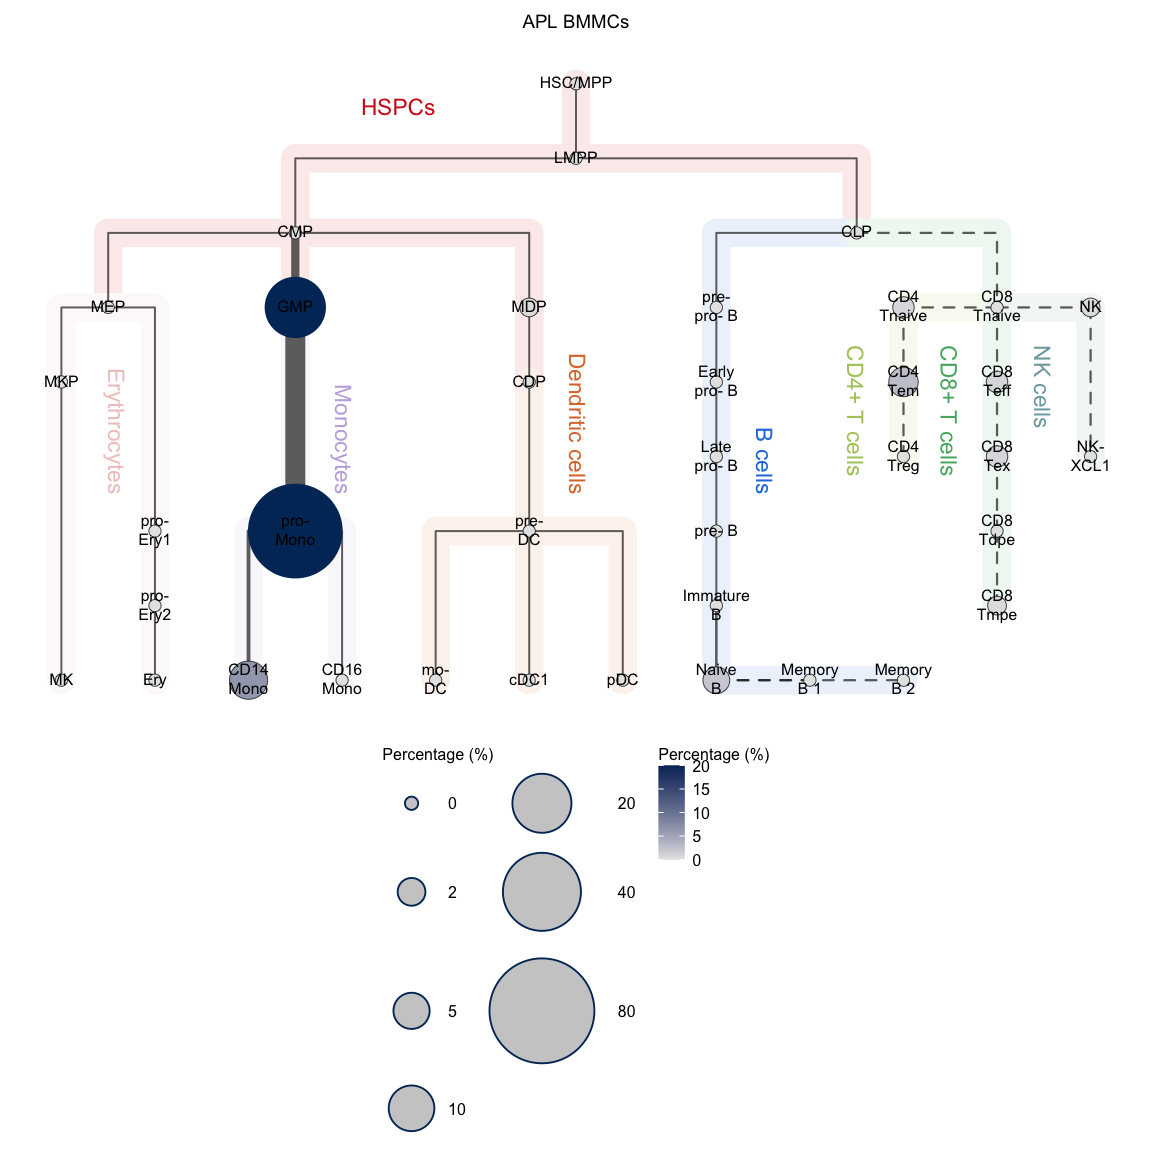 APL BMMCs
HSC/MPP
HSPCs
LMPP
CMP
CLP
MEP
GMP
MDP
pre-
pro- B
CD4
Tnaive
CD8
Tnaive
NK
MKP
Erythrocytes
Monocytes
CDP
Dendritic cells
Early
pro- B
B cells
CD4+ T cells
CD4
Tem
CD8+ T cells
CD8
Teff
NK cells
Late
pro- B
CD4
Treg
CD8
Tex
NK-
XCL1
pro-
Ery1
pro-
Mono
pre-
DC
pre- B
CD8
Tdpe
pro-
Ery2
Immature
B
CD8
Tmpe
MK
Ery
CD14
Mono
CD16
Mono
mo-
DC
cDC1
pDC
Naive
B
Memory
B 1
Memory
B 2
Percentage (%)
0
20
2
40
5
80
10
Percentage (%)
20
15
10
5
0